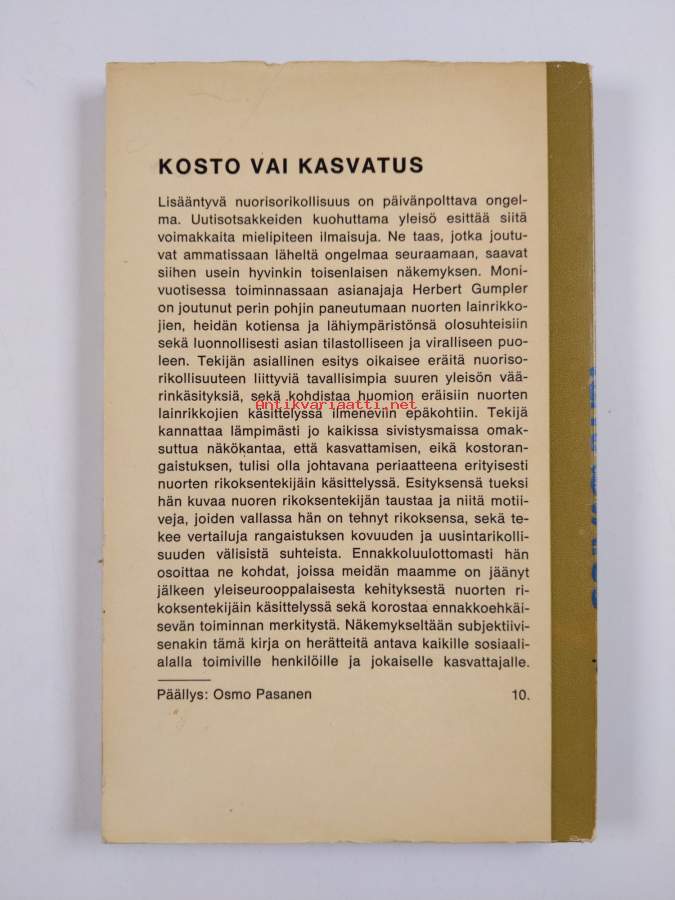 KOSTO VAI KASVATUS
Lisääntyvä nuorisorikollisuus on päivänpolttava ongel-
ma. Uutisotsakkeiden kuohuttama yleisö esittää siitä
voimakkaita mielipiteen ilmaisuja. Ne taas, jotka joutu-
vat ammatissaan läheltä ongelmaa seuraamaan, saavat
siihen usein hyvinkin toisenlaisen näkemyksen. Moni-
vuotisessa toiminnassaan asianajaja Herbert Gumpler
on joutunut perin pohjin paneutumaan nuorten lainrikko-
jien, heidän kotiensa ja lähiympäristönsä olosuhteisiin
sekä luonnollisesti asian tilastolliseen ja viralliseen puo-
leen. Tekijän asiallinen esitys oikaisee eräitä nuoriso-
rikollisuuteen liittyviä tavallisimpia suuren yleisön vää-
rinkäsityksiä, sekä kohdistaa huomion eräisiin nuorten
Antikvariaatti.net
lainrikkojien käsittelyssä ilmeneviin epäkohtiin. Tekijä
kannattaa lämpimästi jo kaikissa sivistysmaissa omak-
suttua näkökantaa, että kasvattamisen, eikä kostoran-
gaistuksen, tulisi olla johtavana periaatteena erityisesti
nuorten rikoksentekijäin käsittelyssä. Esityksensä tueksi
hän kuvaa nuoren rikoksentekijän taustaa ja niitä motii-
veja, joiden vallassa hän on tehnyt rikoksensa, sekä te-
kee vertailuja rangaistuksen kovuuden ja uusintarikolli-
suuden välisistä suhteista. Ennakkoluulottomasti hän
osoittaa ne kohdat, joissa meidän maamme on jäänyt
jälkeen yleiseurooppalaisesta kehityksestä nuorten ri-
koksentekijäin käsittelyssä sekä korostaa ennakkoehkäi-
sevän toiminnan merkitystä. Näkemykseltään subjektiivi-
senakin tämä kirja on herätteitä antava kaikille sosiaali-
alalla toimiville henkilöille ja jokaiselle kasvattajalle.
Päällys: Osmo Pasanen 10.